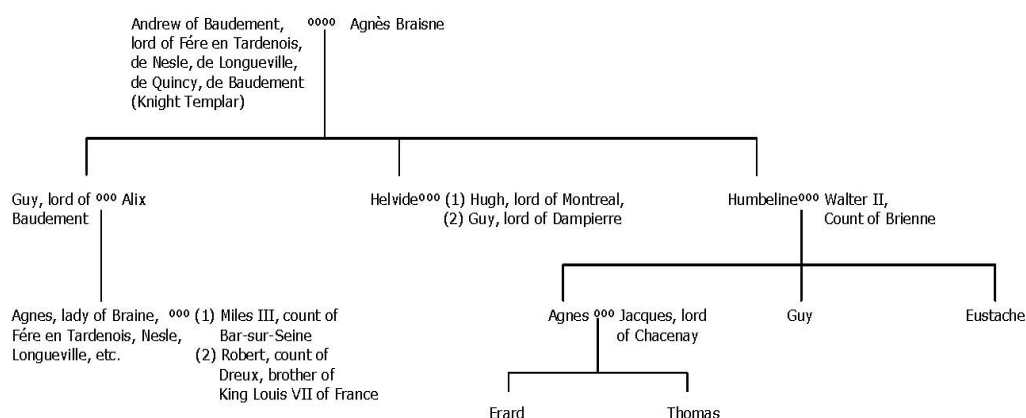 Andrew of Baudement, oooo Agnès Braisne
lord of Fére en Tardenois,
de Nesle, de Longueville,
de Quincy, de Baudement
(Knight Templar)
Guy, lord of ooo Alix
Baudement
Helvide ooo (1) Hugh, lord of Montreal,
(2) Guy, lord of Dampierre
Humbeline ooo Walter II,
Count of Brienne
Agnes, lady of Braine, ooo (1) Miles III, count of
Fére en Tardenois, Nesle, Bar-sur-Seine
Longueville, etc. (2) Robert, count of
Dreux, brother of
King Louis VII of France
Agnes ooo Jacques, lord
of Chacenay
Guy
Eustache
Erard
Thomas